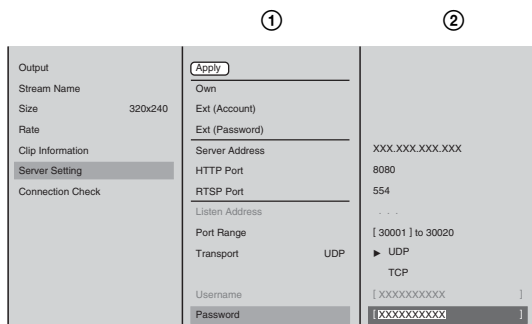 ① ②
Output
Stream Name
Size 320x240
Rate
Clip Information
Server Setting
Connection Check
Apply
Own
Ext (Account)
Ext (Password)
Server Address XXX.XXX.XXX.XXX
HTTP Port 8080
RTSP Port 554
Listen Address . . .
Port Range [ 30001 ] to 30020
Transport UDP ▶ UDP
TCP
Username [ XXXXXXXXXX ]
Password [ XXXXXXXXXX ]